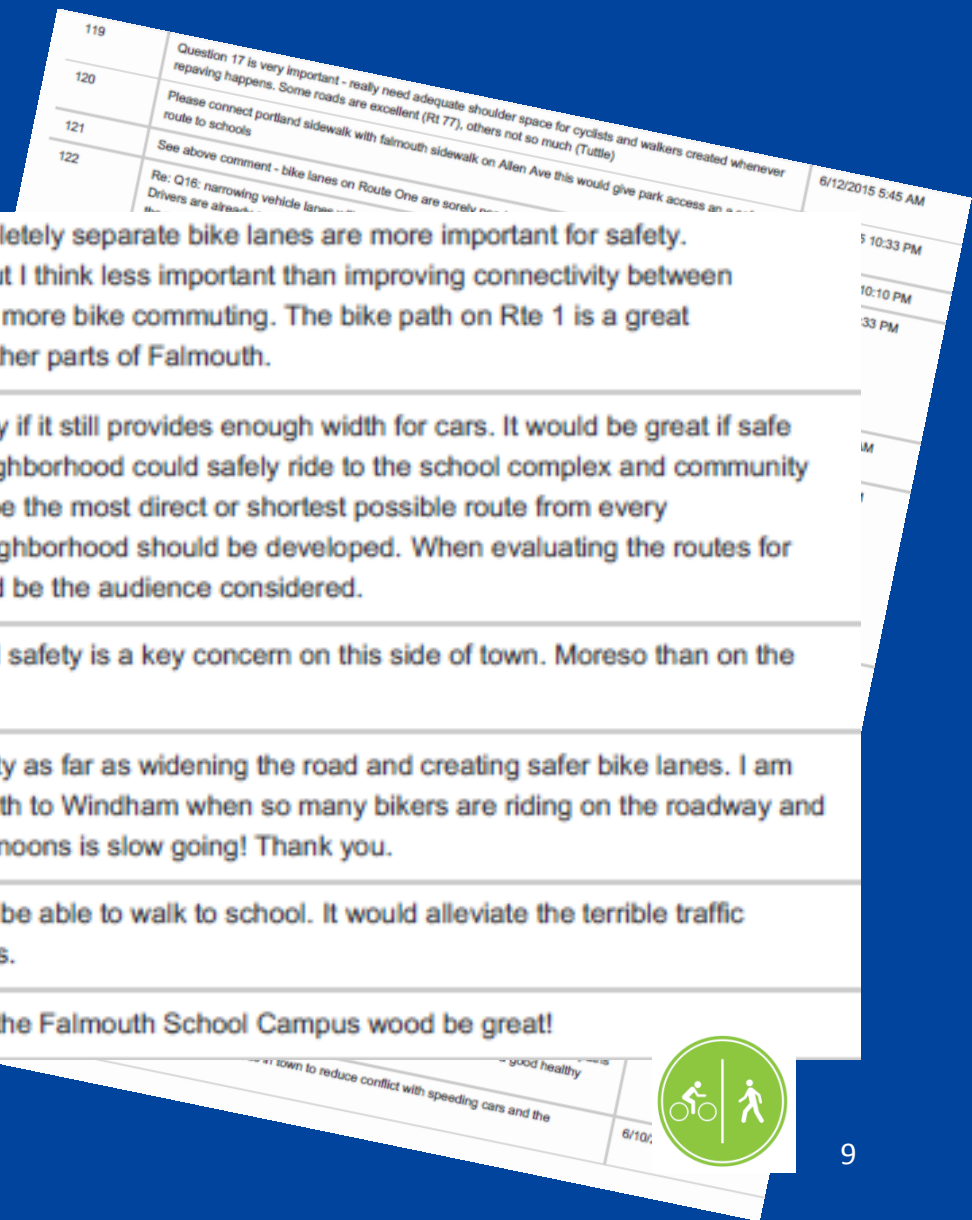 119
Question 17 is very important - really need adequate shoulder space for cyclists and walkers created whenever
repaving happens. Some roads are excellent (Rt 77), others not so much (Tuttle)
6/12/2015 5:45 AM
120
Please connect portland sidewalk with falmouth sidewalk on Allen Ave this would give park access an a
route to schools
10:33 PM
121
See above comment - bike lanes on Route One are sorely
10:10 PM
122
Re: Q16: narrowing vehicle lanes
Drivers are already
:33 PM
letely separate bike lanes are more important for safety.
ut I think less important than improving connectivity between
more bike commuting. The bike path on Rte 1 is a great
ther parts of Falmouth.
y if it still provides enough width for cars. It would be great if safe
ghborhood could safely ride to the school complex and community
e the most direct or shortest possible route from every
ghborhood should be developed. When evaluating the routes for
d be the audience considered.
safety is a key concern on this side of town. Moreso than on the
ty as far as widening the road and creating safer bike lanes. I am
th to Windham when so many bikers are riding on the roadway and
noons is slow going! Thank you.
be able to walk to school. It would alleviate the terrible traffic
s.
the Falmouth School Campus wood be great!
good healthy
in town to reduce conflict with speeding cars and the
6/10/
9